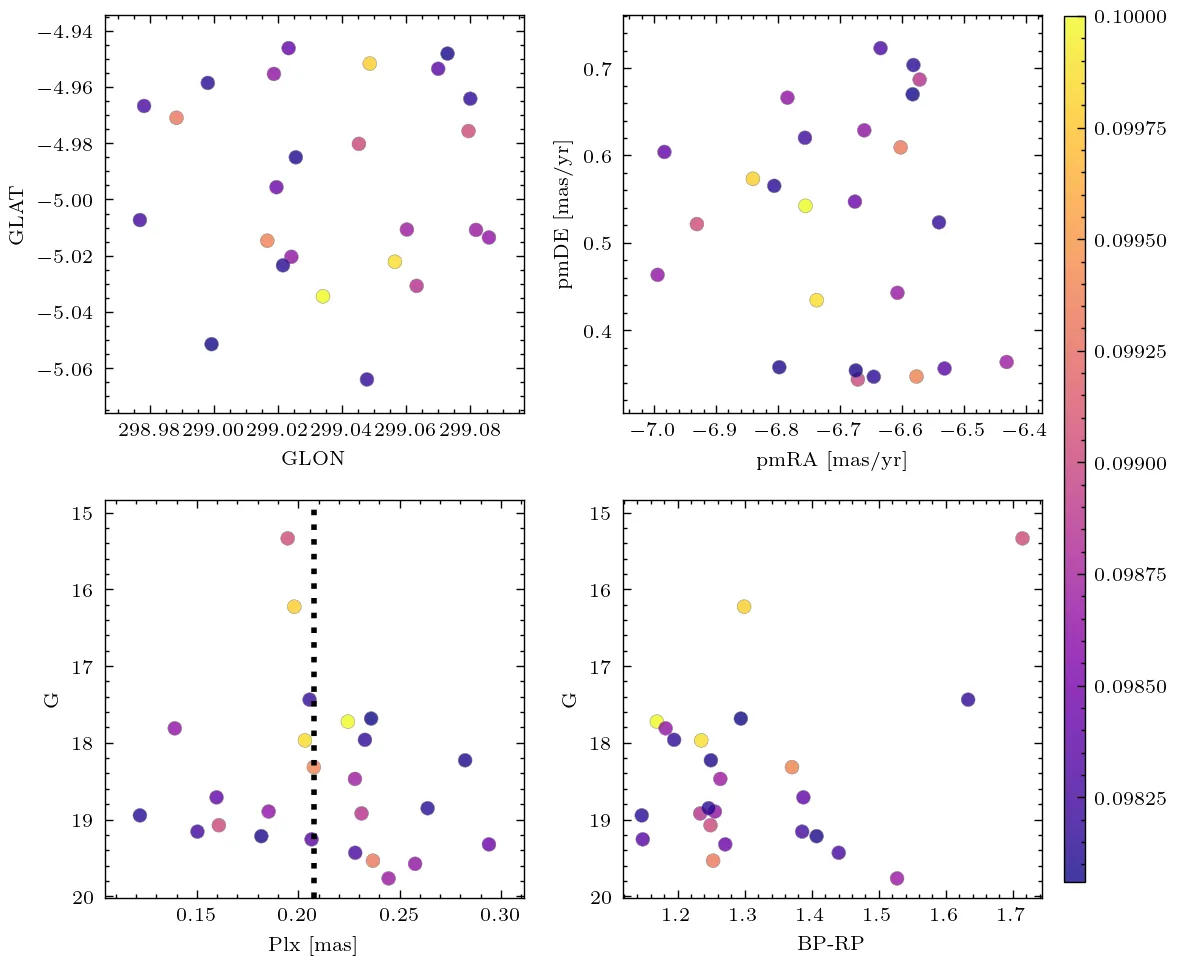 −4.94
−4.96
−4.98
−5.00
−5.02
−5.04
−5.06
GLAT
298.98 299.00 299.02 299.04 299.06 299.08
GLON
0.7
0.6
0.5
0.4
pmDE [mas/yr]
−7.0 −6.9 −6.8 −6.7 −6.6 −6.5 −6.4
pmRA [mas/yr]
15
16
17
18
19
20
G
0.15 0.20 0.25 0.30
Plx [mas]
15
16
17
18
19
20
G
1.2 1.3 1.4 1.5 1.6 1.7
BP-RP
0.10000
0.09975
0.09950
0.09925
0.09900
0.09875
0.09850
0.09825